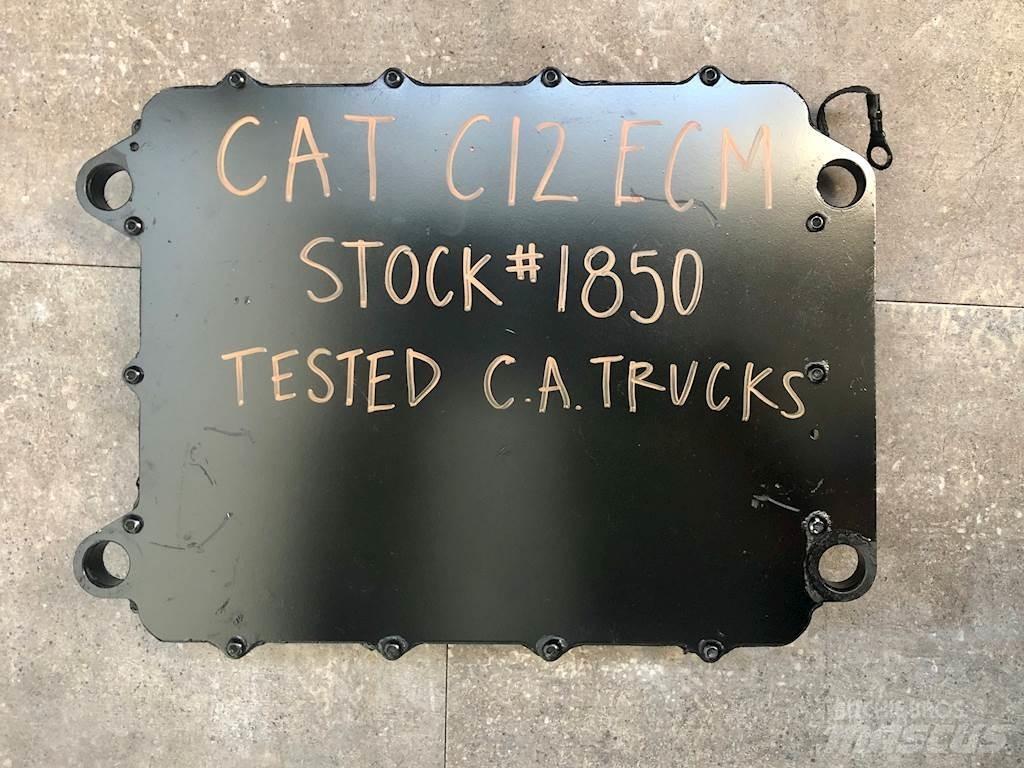 CAT C12 ECM
STOCK#1850
TESTED C.A.TRUCKS
RITCHIE BROS.
Mascus